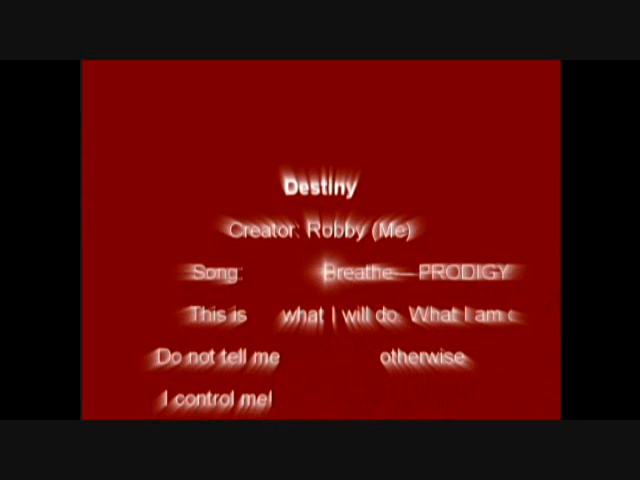 Destiny
Creator: Robby (Me)
Song: Breathe—PRODIGY
This is what I will do. What I am
Do not tell me otherwise
I control me!